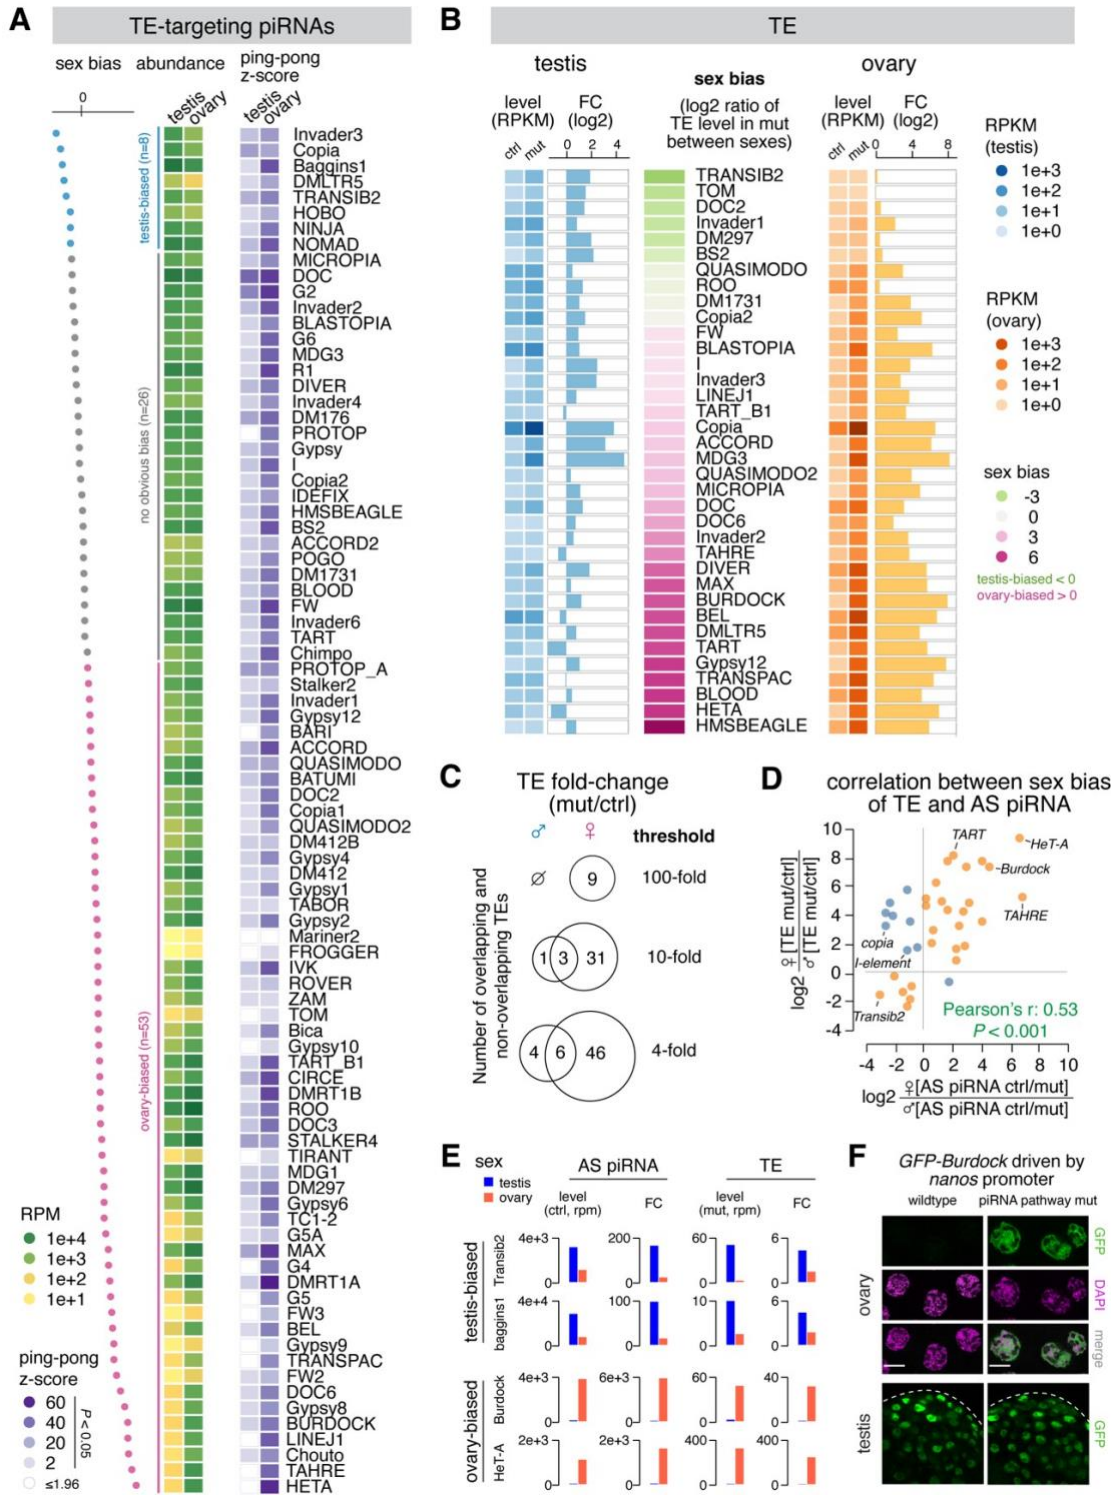 A
TE-targeting piRNAs
sex bias
abundance
ping-pong
z-score
0
testis
ovary
testis
ovary
testis-biased (n=8)
no obvious bias (n=26)
ovary-biased (n=53)
Invader3
Copia
Baggins1
DMLTR5
TRANSIB2
HOBO
NINJA
NOMAD
MICROPIA
DOC
G2
Invader2
BLASTOPIA
G6
MDG3
R1
DIVER
Invader4
DM176
PROTOP
Gypsy
I
Copia2
IDEFIX
HMSBEAGLE
BS2
ACCORD2
POGO
DM1731
BLOOD
FW
Invader6
TART
Chimpo
PROTOP_A
Stalker2
Invader1
Gypsy12
BARI
ACCORD
QUASIMODO
BATUMI
DOC2
Copia1
QUASIMODO2
DM412B
Gypsy4
DM412
Gypsy1
TABOR
Gypsy2
Mariner2
FROGGER
IVK
ROVER
ZAM
TOM
Bica
Gypsy10
TART_B1
CIRCE
DMRT1B
ROO
DOC3
STALKER4
TIRANT
MDG1
DM297
Gypsy6
TC1-2
G5A
MAX
G4
DMRT1A
G5
FW3
BEL
Gypsy9
TRANSPAC
FW2
DOC6
Gypsy8
BURDOCK
LINEJ1
Chouto
TAHRE
HETA
RPM
1e+4
1e+3
1e+2
1e+1
ping-pong
z-score
60
40
20
2
≤1.96
P < 0.05
B
TE
testis
sex bias
ovary
(log2 ratio of
TE level in mut
between sexes)
level
(RPKM)
FC
(log2)
ctrl
mut
0 2 4
level
(RPKM)
FC
(log2)
ctrl
mut
0 4 8
TRANSIB2
TOM
DOC2
Invader1
DM297
BS2
QUASIMODO
ROO
DM1731
Copia2
FW
BLASTOPIA
I
Invader3
LINEJ1
TART_B1
Copia
ACCORD
MDG3
QUASIMODO2
MICROPIA
DOC
DOC6
Invader2
TAHRE
DIVER
MAX
BURDOCK
BEL
DMLTR5
TART
Gypsy12
TRANSPAC
BLOOD
HETA
HMSBEAGLE
RPKM
(testis)
1e+3
1e+2
1e+1
1e+0
RPKM
(ovary)
1e+3
1e+2
1e+1
1e+0
sex bias
-3
0
3
6
testis-biased < 0
ovary-biased > 0
C
TE fold-change
(mut/ctrl)
♂ ♀ threshold
Number of overlapping and
non-overlapping TEs
∅ 9 100-fold
1 3 31 10-fold
4 6 46 4-fold
D
correlation between sex bias
of TE and AS piRNA
log2 ♀[TE mut/ctrl]
♂[TE mut/ctrl]
10
8
6
4
2
0
-2
-4
TART
HeT-A
Burdock
TAHRE
copia
I-element
Transib2
Pearson's r: 0.53
P < 0.001
-4 -2 0 2 4 6 8 10
log2 ♀[AS piRNA ctrl/mut]
♂[AS piRNA ctrl/mut]
E
sex
testis
ovary
AS piRNA
TE
level
(ctrl, rpm)
FC
level
(mut, rpm)
FC
testis-biased
Transib2
4e+3
0
200
0
60
0
6
0
baggins1
4e+4
0
100
0
10
0
6
0
ovary-biased
Burdock
4e+3
0
6e+3
0
60
0
40
0
HeT-A
2e+3
0
2e+3
0
400
0
400
0
F
GFP-Burdock driven by
nanos promoter
wildtype
piRNA pathway mut
ovary
testis
GFP
DAPI
merge
GFP